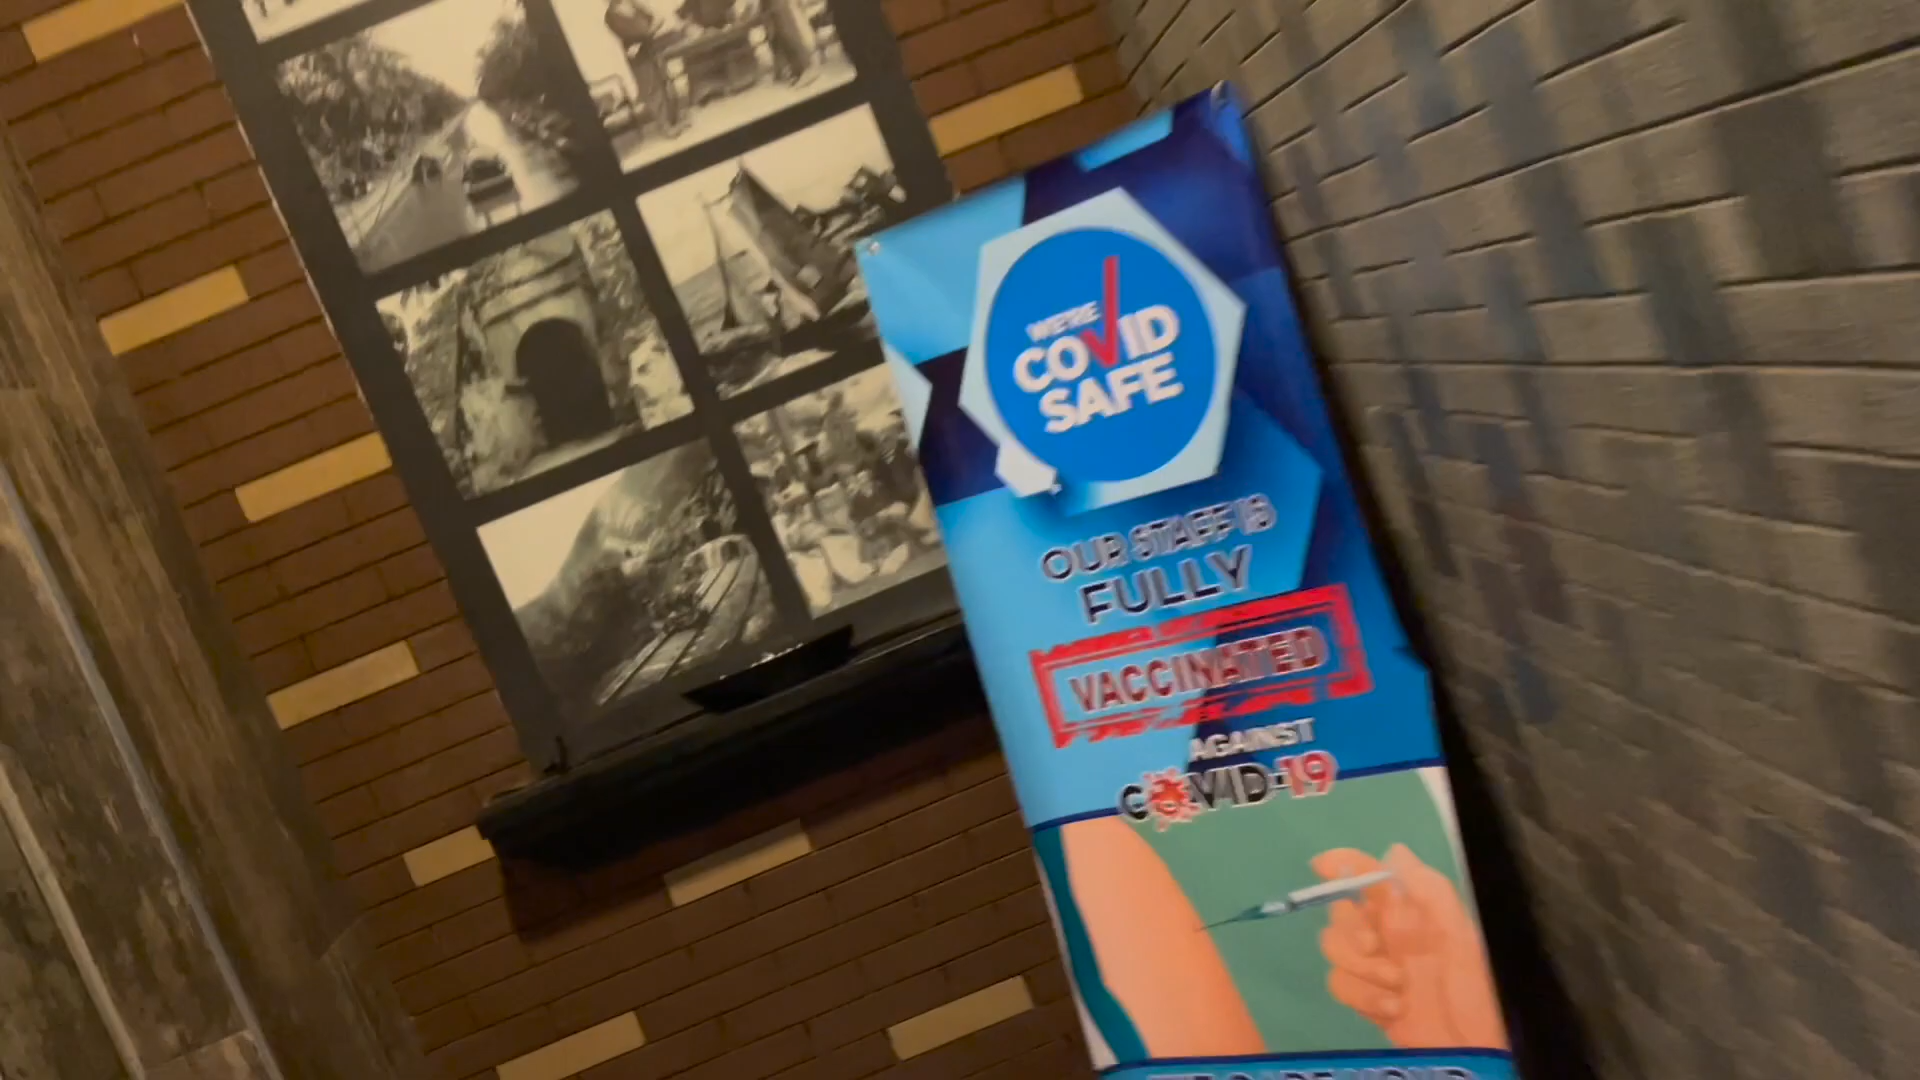 WE'RE
COVID
SAFE
OUR STAFF IS
FULLY
VACCINATED
AGAINST
COVID-19